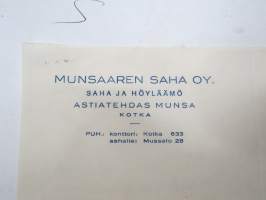 MUNSAAREN SAHA OY.
SAHA JA HÖYLÄÄMÖ
ASTIATEHDAS MUNSA
KOTKA
PUH.: konttori: Kotka 633
sahalle: Mussalo 28